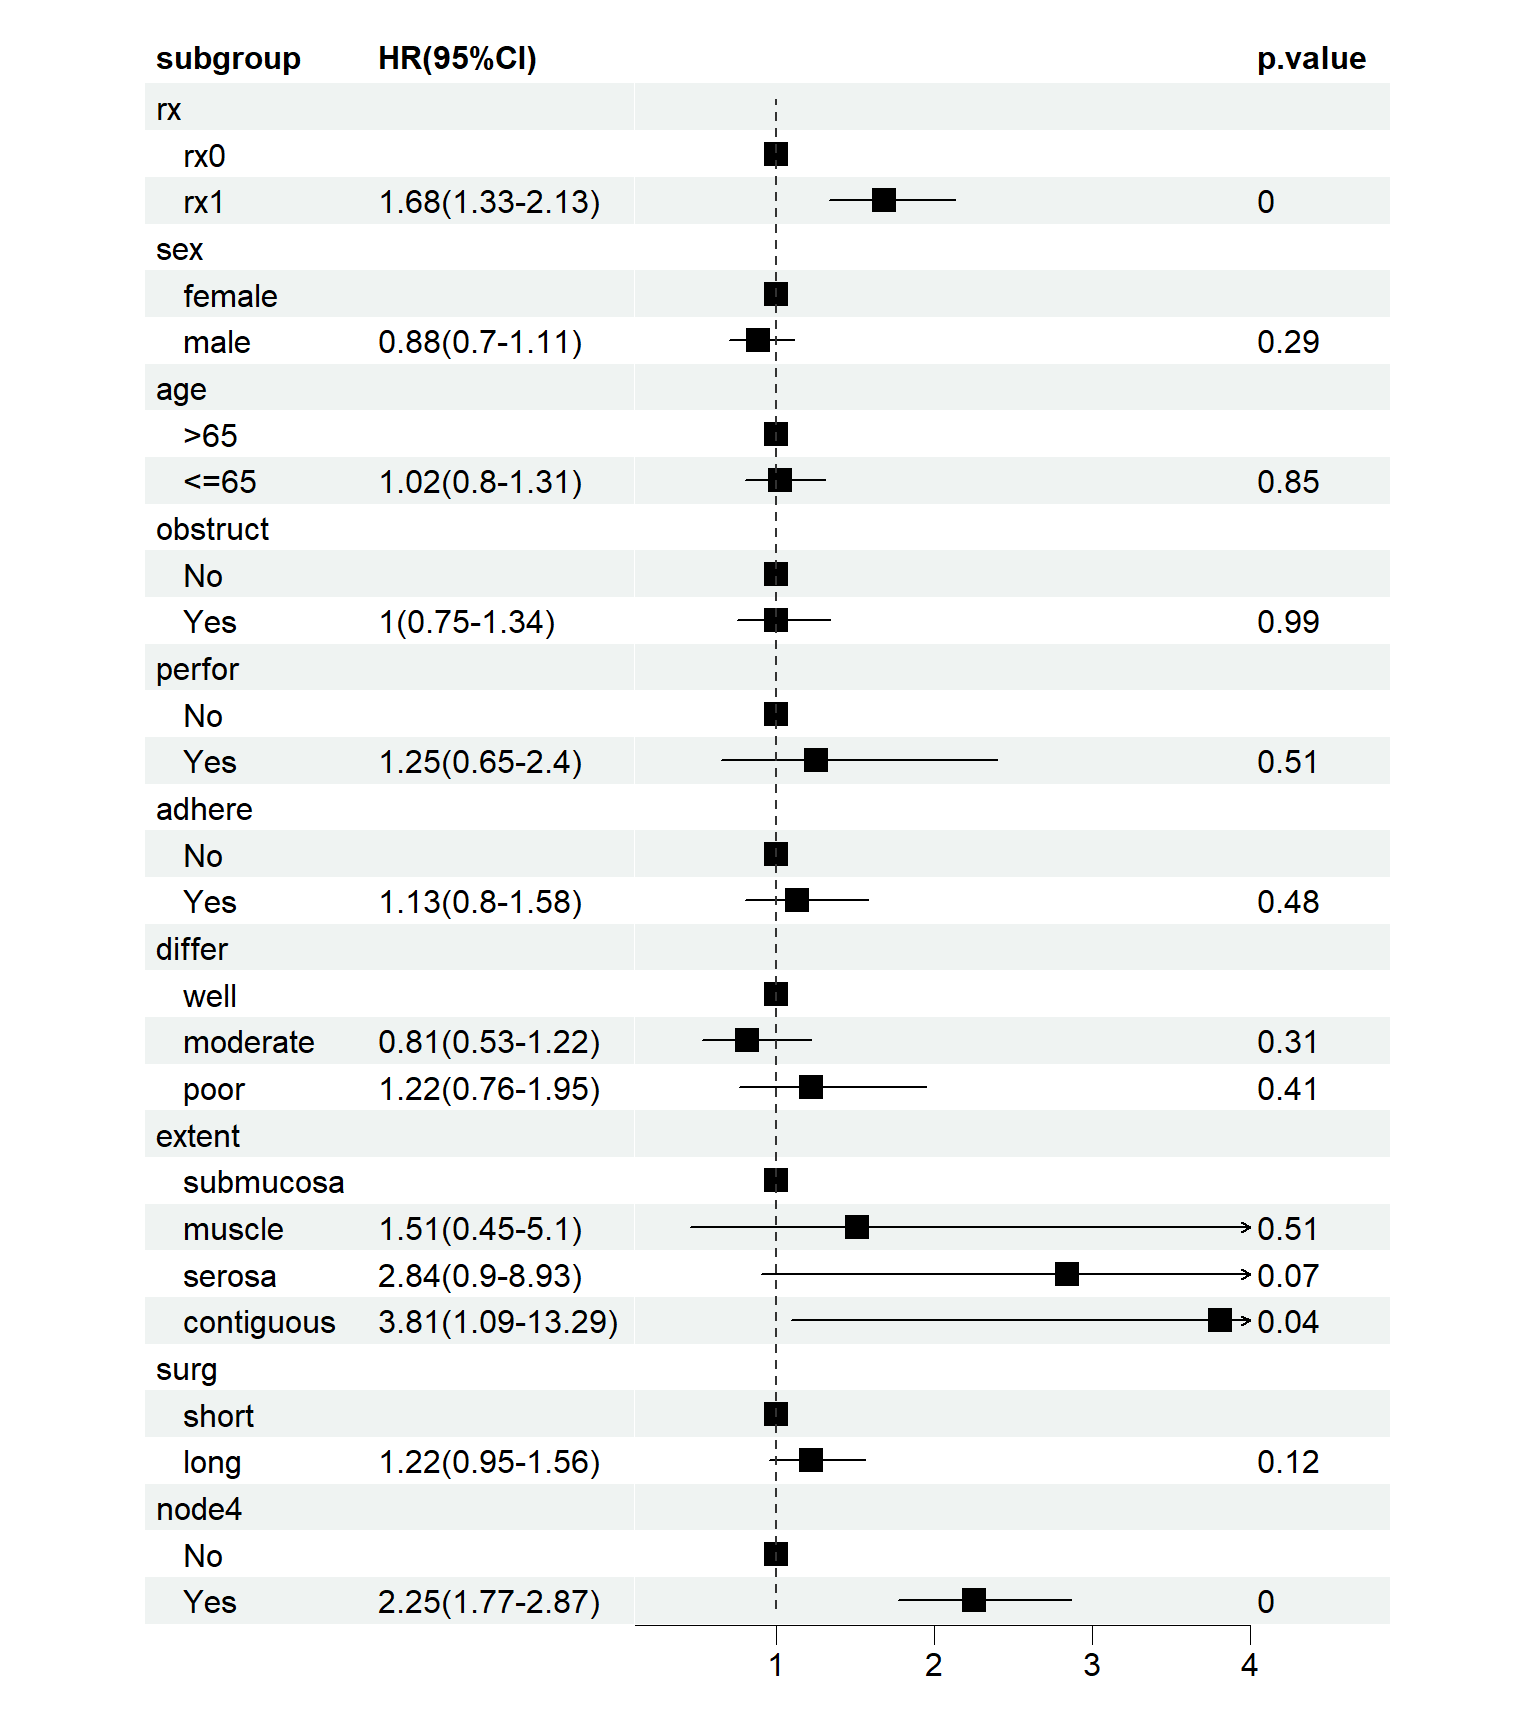 subgroup HR(95%CI) p.value
rx
rx0
rx1 1.68(1.33-2.13) 0
sex
female
male 0.88(0.7-1.11) 0.29
age
>65
<=65 1.02(0.8-1.31) 0.85
obstruct
No
Yes 1(0.75-1.34) 0.99
perfor
No
Yes 1.25(0.65-2.4) 0.51
adhere
No
Yes 1.13(0.8-1.58) 0.48
differ
well
moderate 0.81(0.53-1.22) 0.31
poor 1.22(0.76-1.95) 0.41
extent
submucosa
muscle 1.51(0.45-5.1) 0.51
serosa 2.84(0.9-8.93) 0.07
contiguous 3.81(1.09-13.29) 0.04
surg
short
long 1.22(0.95-1.56) 0.12
node4
No
Yes 2.25(1.77-2.87) 0
1 2 3 4